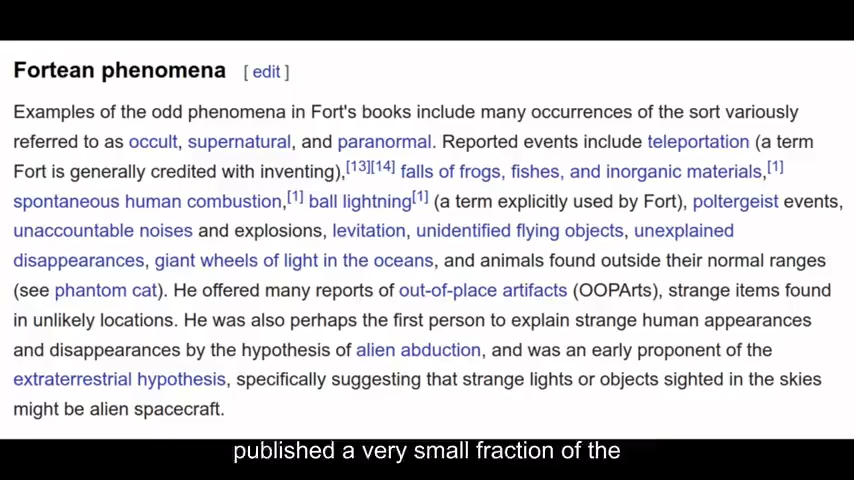 Fortean phenomena [ edit ]
Examples of the odd phenomena in Fort's books include many occurrences of the sort variously
referred to as occult, supernatural, and paranormal. Reported events include teleportation (a term
Fort is generally credited with inventing),[13][14] falls of frogs, fishes, and inorganic materials,[1]
spontaneous human combustion,[1] ball lightning[1] (a term explicitly used by Fort), poltergeist events,
unaccountable noises and explosions, levitation, unidentified flying objects, unexplained
disappearances, giant wheels of light in the oceans, and animals found outside their normal ranges
(see phantom cat). He offered many reports of out-of-place artifacts (OOPArts), strange items found
in unlikely locations. He was also perhaps the first person to explain strange human appearances
and disappearances by the hypothesis of alien abduction, and was an early proponent of the
extraterrestrial hypothesis, specifically suggesting that strange lights or objects sighted in the skies
might be alien spacecraft.
published a very small fraction of the